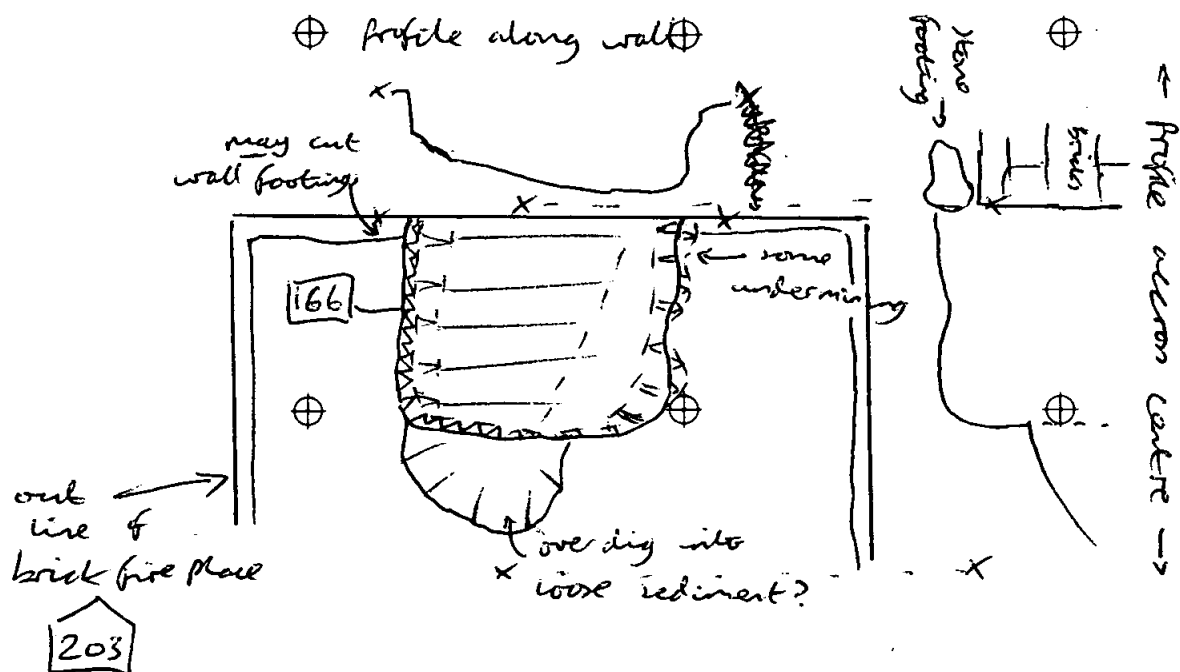 Profile along wall
stone
footing →
bricks
← Profile across centre →
may cut
wall footing
166
← some
undermining
out
line of
brick fire place
203
over dig into
loose sediment?